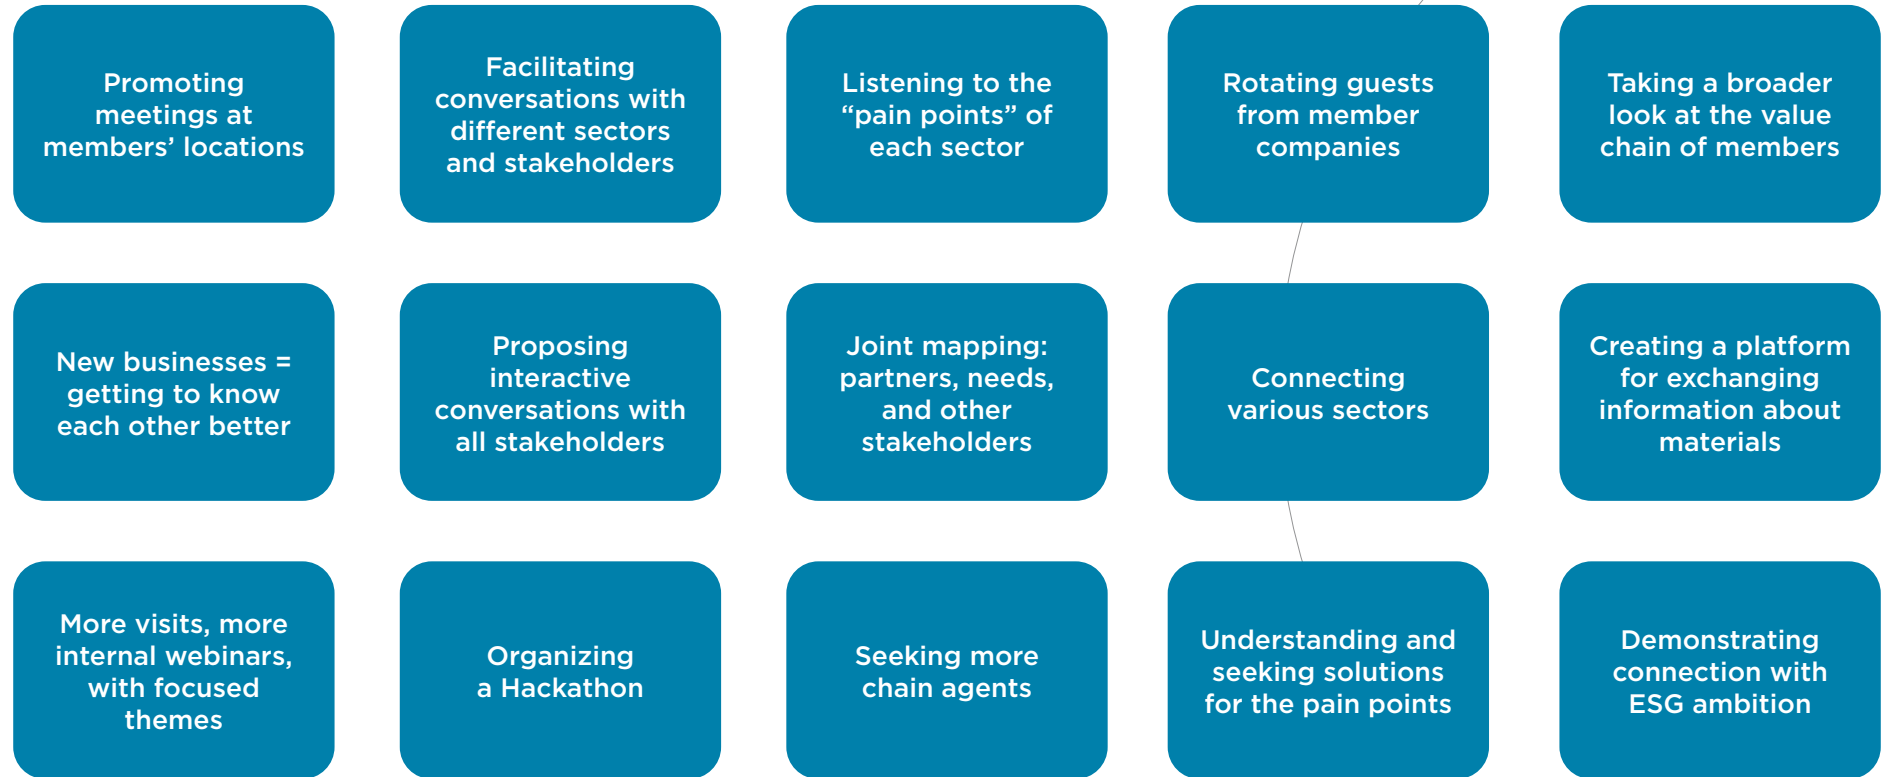 Promoting
meetings at
members’ locations
Facilitating
conversations with
different sectors
and stakeholders
Listening to the
“pain points” of
each sector
Rotating guests
from member
companies
Taking a broader
look at the value
chain of members
New businesses =
getting to know
each other better
Proposing
interactive
conversations with
all stakeholders
Joint mapping:
partners, needs,
and other
stakeholders
Connecting
various sectors
Creating a platform
for exchanging
information about
materials
More visits, more
internal webinars,
with focused
themes
Organizing
a Hackathon
Seeking more
chain agents
Understanding and
seeking solutions
for the pain points
Demonstrating
connection with
ESG ambition